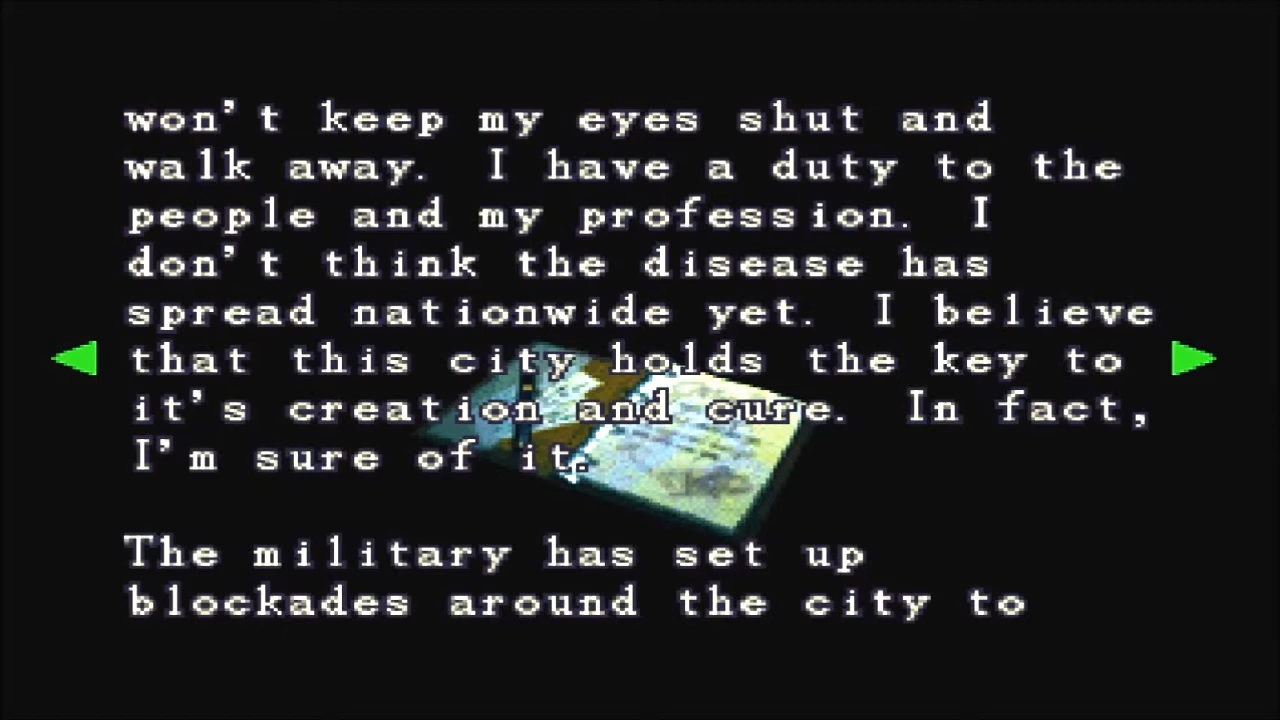 won't keep my eyes shut and
walk away. I have a duty to the
people and my profession. I
don't think the disease has
spread nationwide yet. I believe
that this city holds the key to
it's creation and cure. In fact,
I'm sure of it.
The military has set up
blockades around the city to